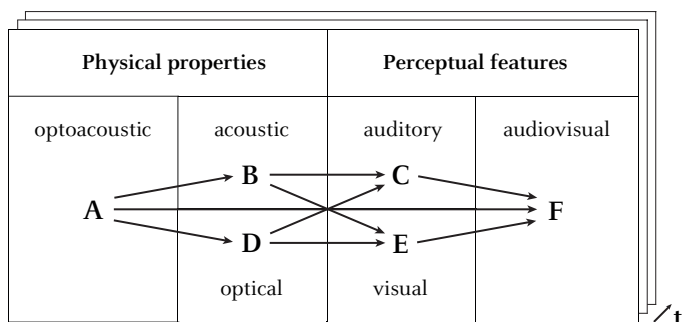 Physical properties Perceptual features
optoacoustic acoustic auditory audiovisual
B C
A F
D E
optical visual
t